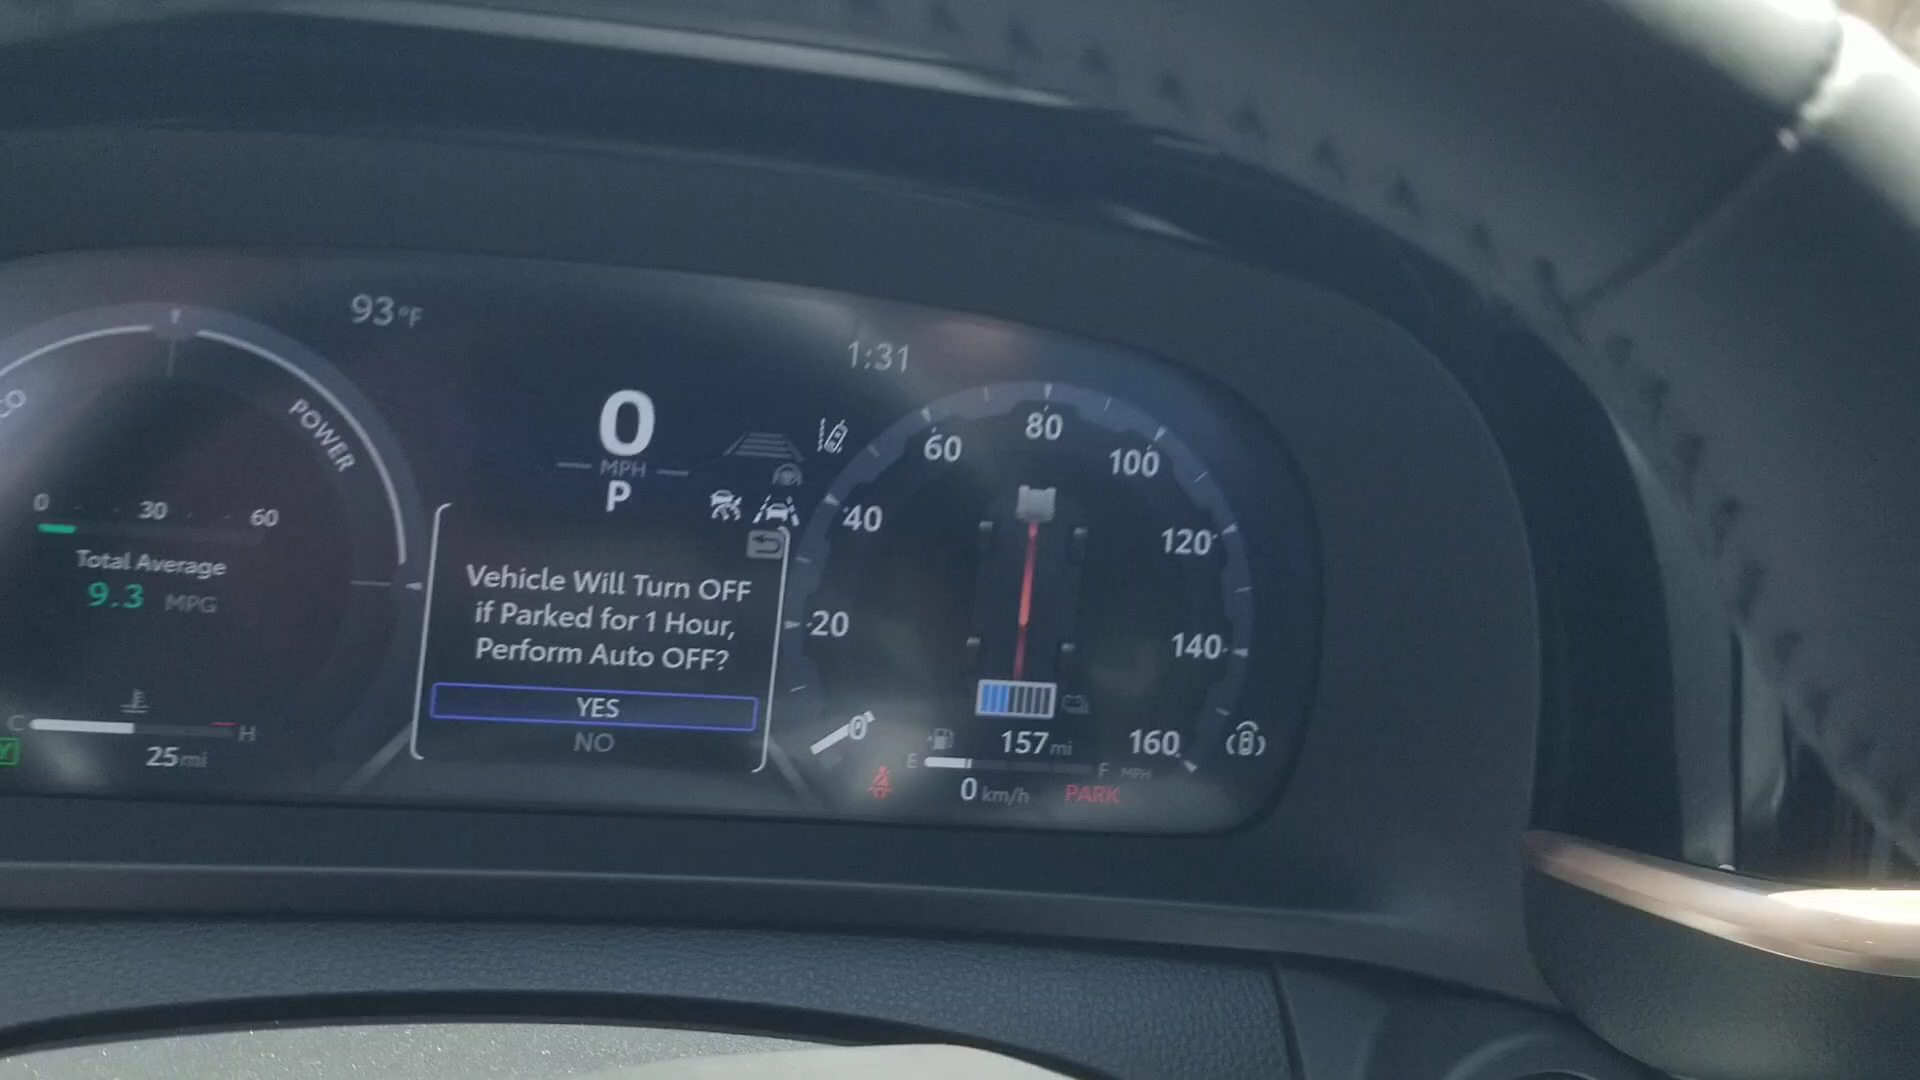 93°F
1:31
CO
POWER
0 30 60
Total Average
9.3 MPG
C H
25 mi
0
MPH
P
Vehicle Will Turn OFF
if Parked for 1 Hour,
Perform Auto OFF?
YES
NO
0
20
40
60
80
100
120
140
160
MPH
157 mi
E F
0 km/h
PARK